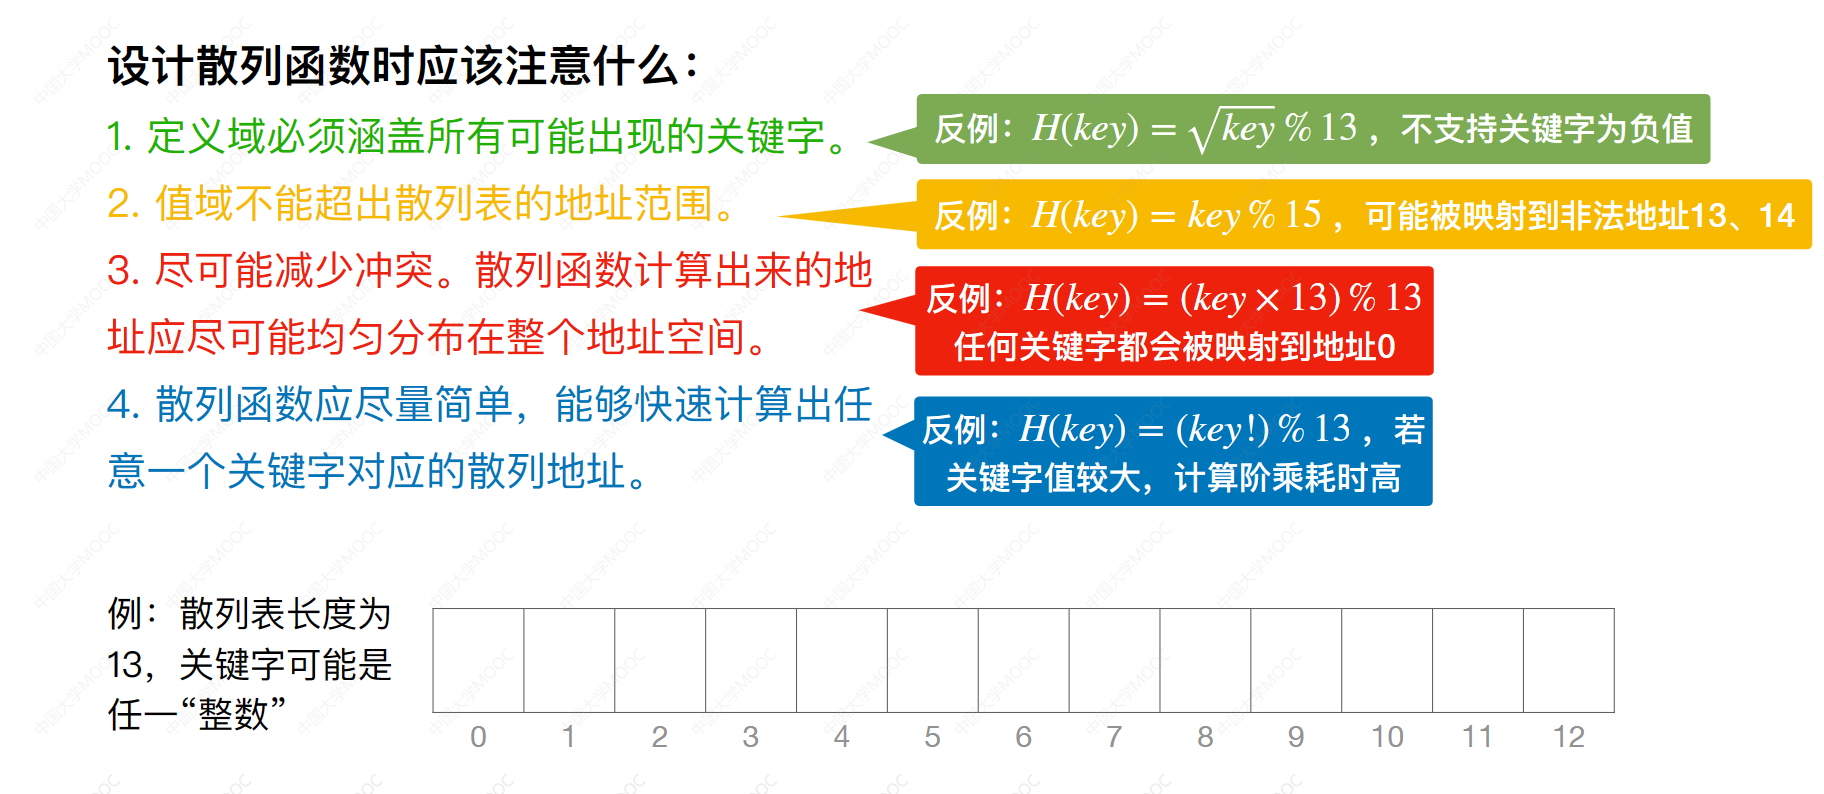 设计散列函数时应该注意什么：
1. 定义域必须涵盖所有可能出现的关键字。
反例：H(key) = √key % 13 ，不支持关键字为负值
2. 值域不能超出散列表的地址范围。
反例：H(key) = key % 15 ，可能被映射到非法地址13、14
3. 尽可能减少冲突。散列函数计算出来的地
址应尽可能均匀分布在整个地址空间。
反例：H(key) = (key × 13) % 13
任何关键字都会被映射到地址0
4. 散列函数应尽量简单，能够快速计算出任
意一个关键字对应的散列地址。
反例：H(key) = (key!) % 13 ，若
关键字值较大，计算阶乘耗时高
例：散列表长度为
13，关键字可能是
任一“整数”
0 1 2 3 4 5 6 7 8 9 10 11 12
中国大学MOOC